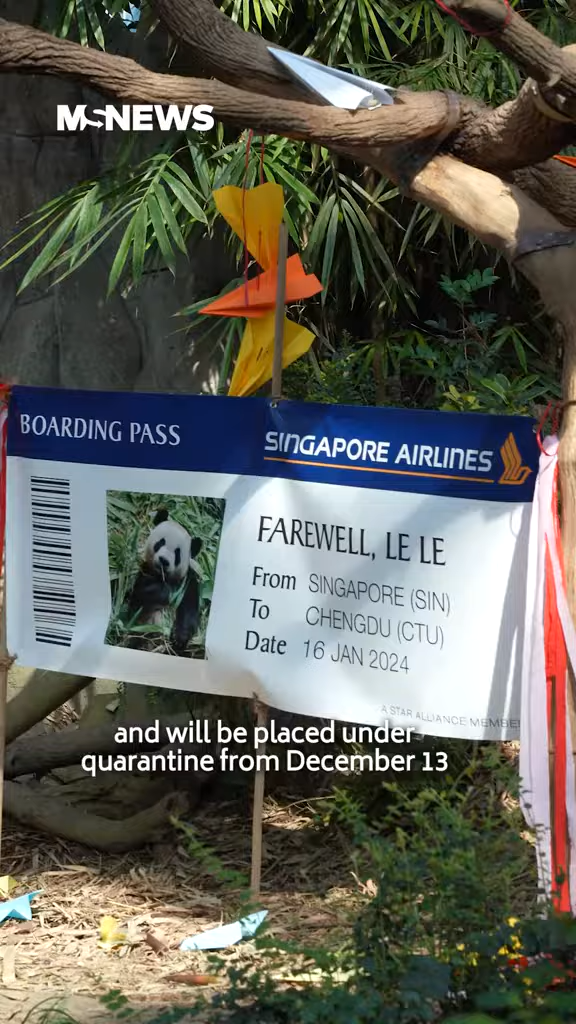 MSNEWS
BOARDING PASS
SINGAPORE AIRLINES
FAREWELL, LE LE
From SINGAPORE (SIN)
To CHENGDU (CTU)
Date 16 JAN 2024
A STAR ALLIANCE MEMBER
and will be placed under
quarantine from December 13